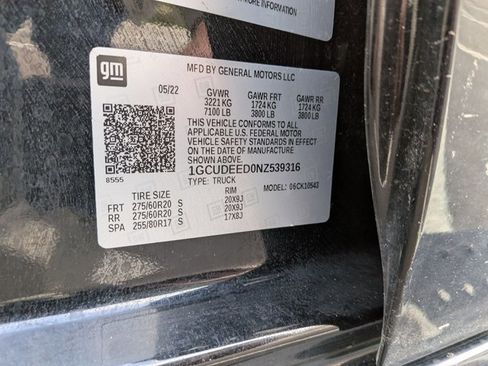 MORE INFORMATION
gm
MFD BY GENERAL MOTORS LLC
05/22 GVWR GAWR FRT GAWR RR
3221 KG 1724 KG 1724 KG
7100 LB 3800 LB 3800 LB
THIS VEHICLE CONFORMS TO ALL
APPLICABLE U.S. FEDERAL MOTOR
VEHICLE SAFETY STANDARDS IN
EFFECT ON THE DATE OF MANUFACTURE
SHOWN ABOVE.
1GCUDEED0NZ539316
8555 TYPE: TRUCK
TIRE SIZE RIM 06CK10543
FRT 275/60R20 S 20X9J
RR 275/60R20 S 20X9J
SPA 255/80R17 S 17X8J